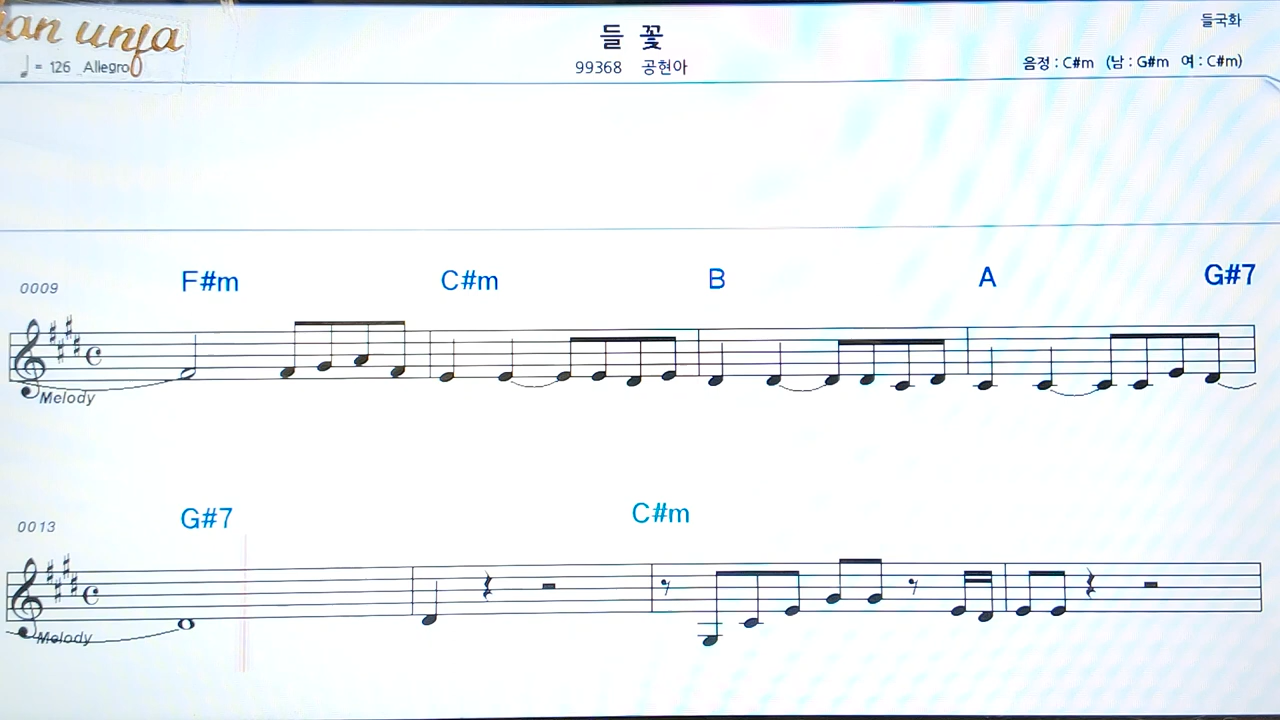 들국화
들 꽃
♩ = 126 Allegro
99368 공현아
음정 : C#m (남 : G#m 여 : C#m)
0009 F#m C#m B A G#7
Melody
0013 G#7 C#m
Melody